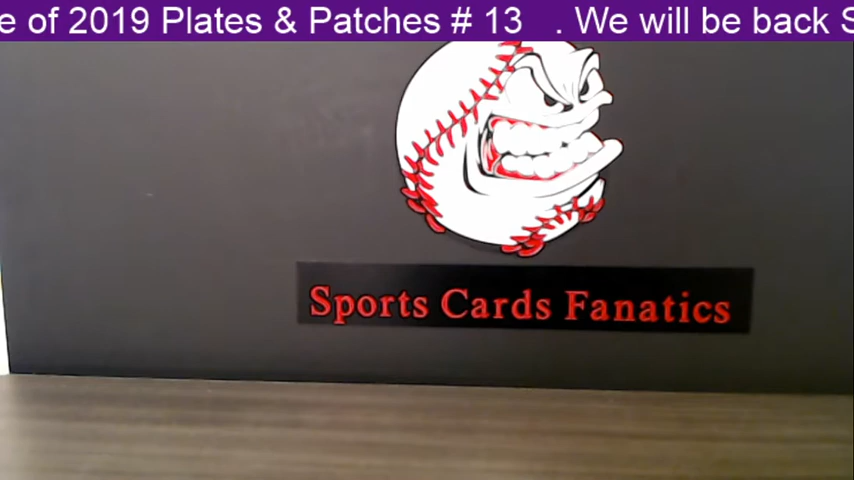 e of 2019 Plates & Patches # 13 . We will be back S
Sports Cards Fanatics